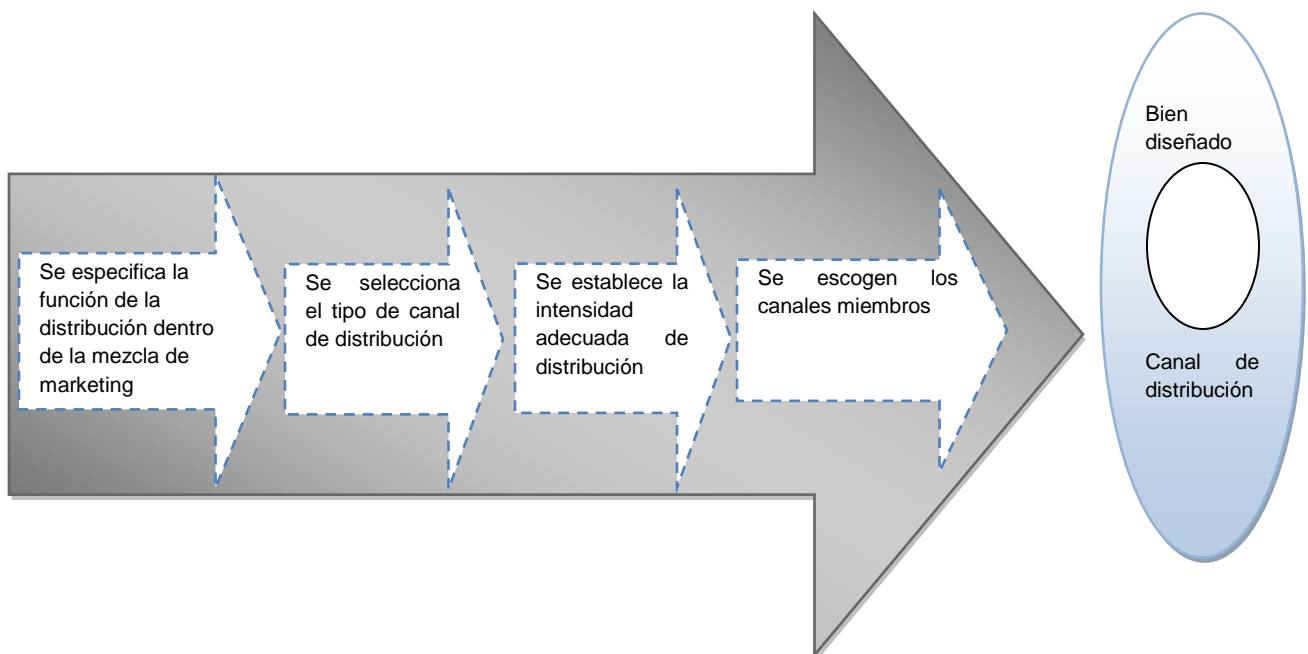 Se especifica la
función de la
distribución dentro
de la mezcla de
marketing
Se selecciona
el tipo de canal
de distribución
Se establece la
intensidad
adecuada de
distribución
Se escogen los
canales miembros
Bien
diseñado
Canal de
distribución